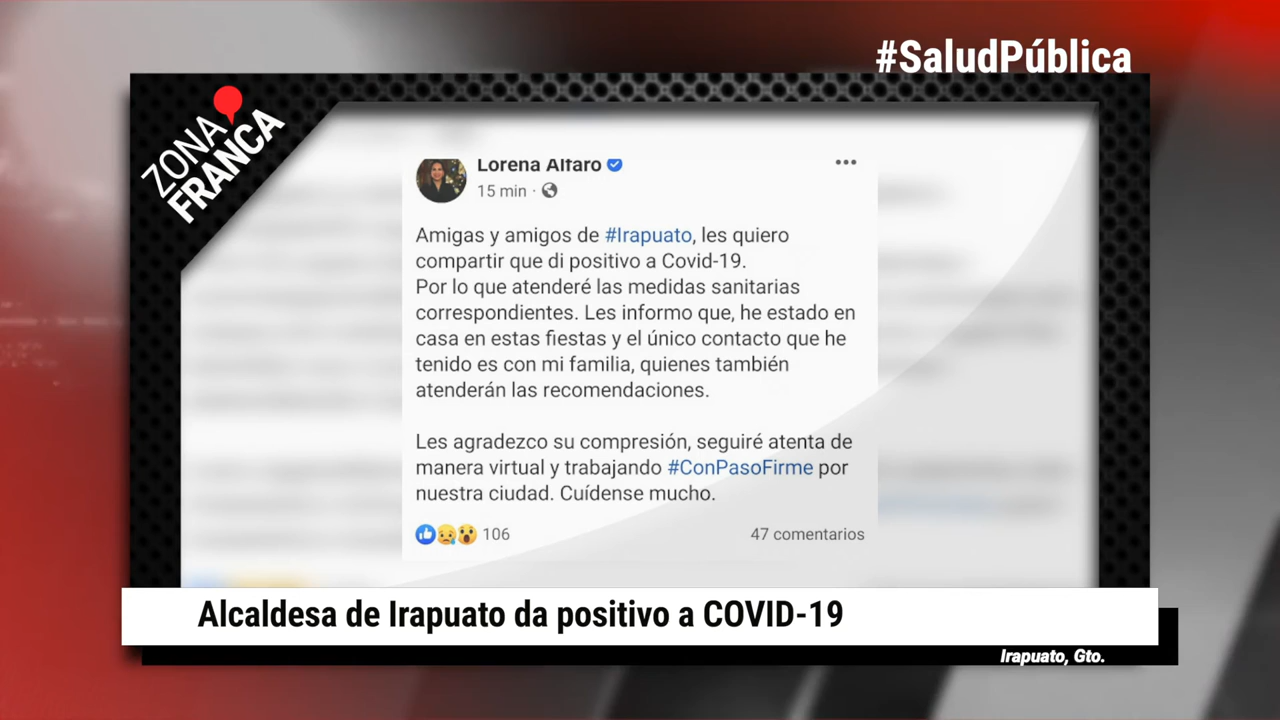 #SaludPública
ZONA
FRANCA
Lorena Alfaro
15 min ·
Amigas y amigos de #Irapuato, les quiero
compartir que di positivo a Covid-19.
Por lo que atenderé las medidas sanitarias
correspondientes. Les informo que, he estado en
casa en estas fiestas y el único contacto que he
tenido es con mi familia, quienes también
atenderán las recomendaciones.
Les agradezco su compresión, seguiré atenta de
manera virtual y trabajando #ConPasoFirme por
nuestra ciudad. Cuídense mucho.
106
47 comentarios
Alcaldesa de Irapuato da positivo a COVID-19
Irapuato, Gto.